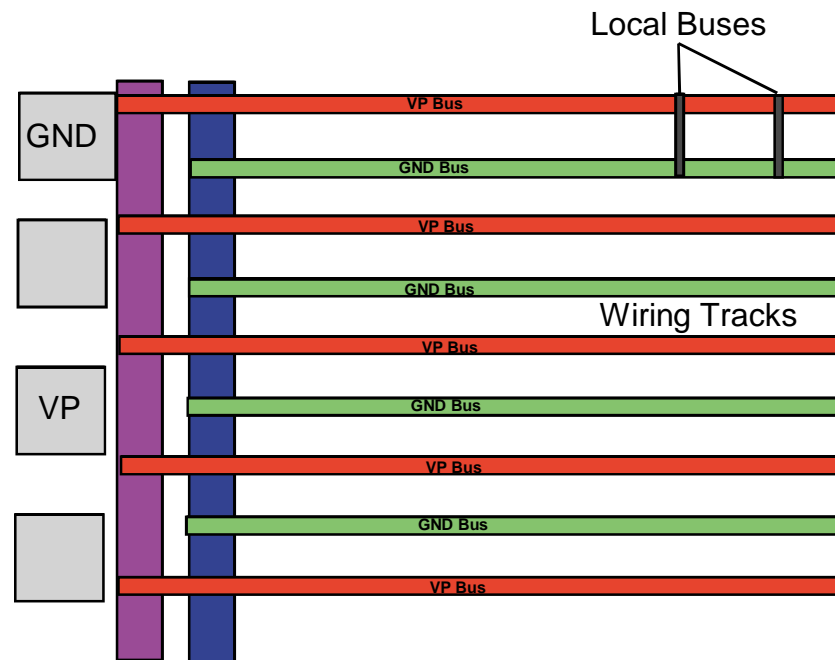 Local Buses
VP Bus
GND
GND Bus
VP Bus
GND Bus
Wiring Tracks
VP Bus
VP
GND Bus
VP Bus
GND Bus
VP Bus